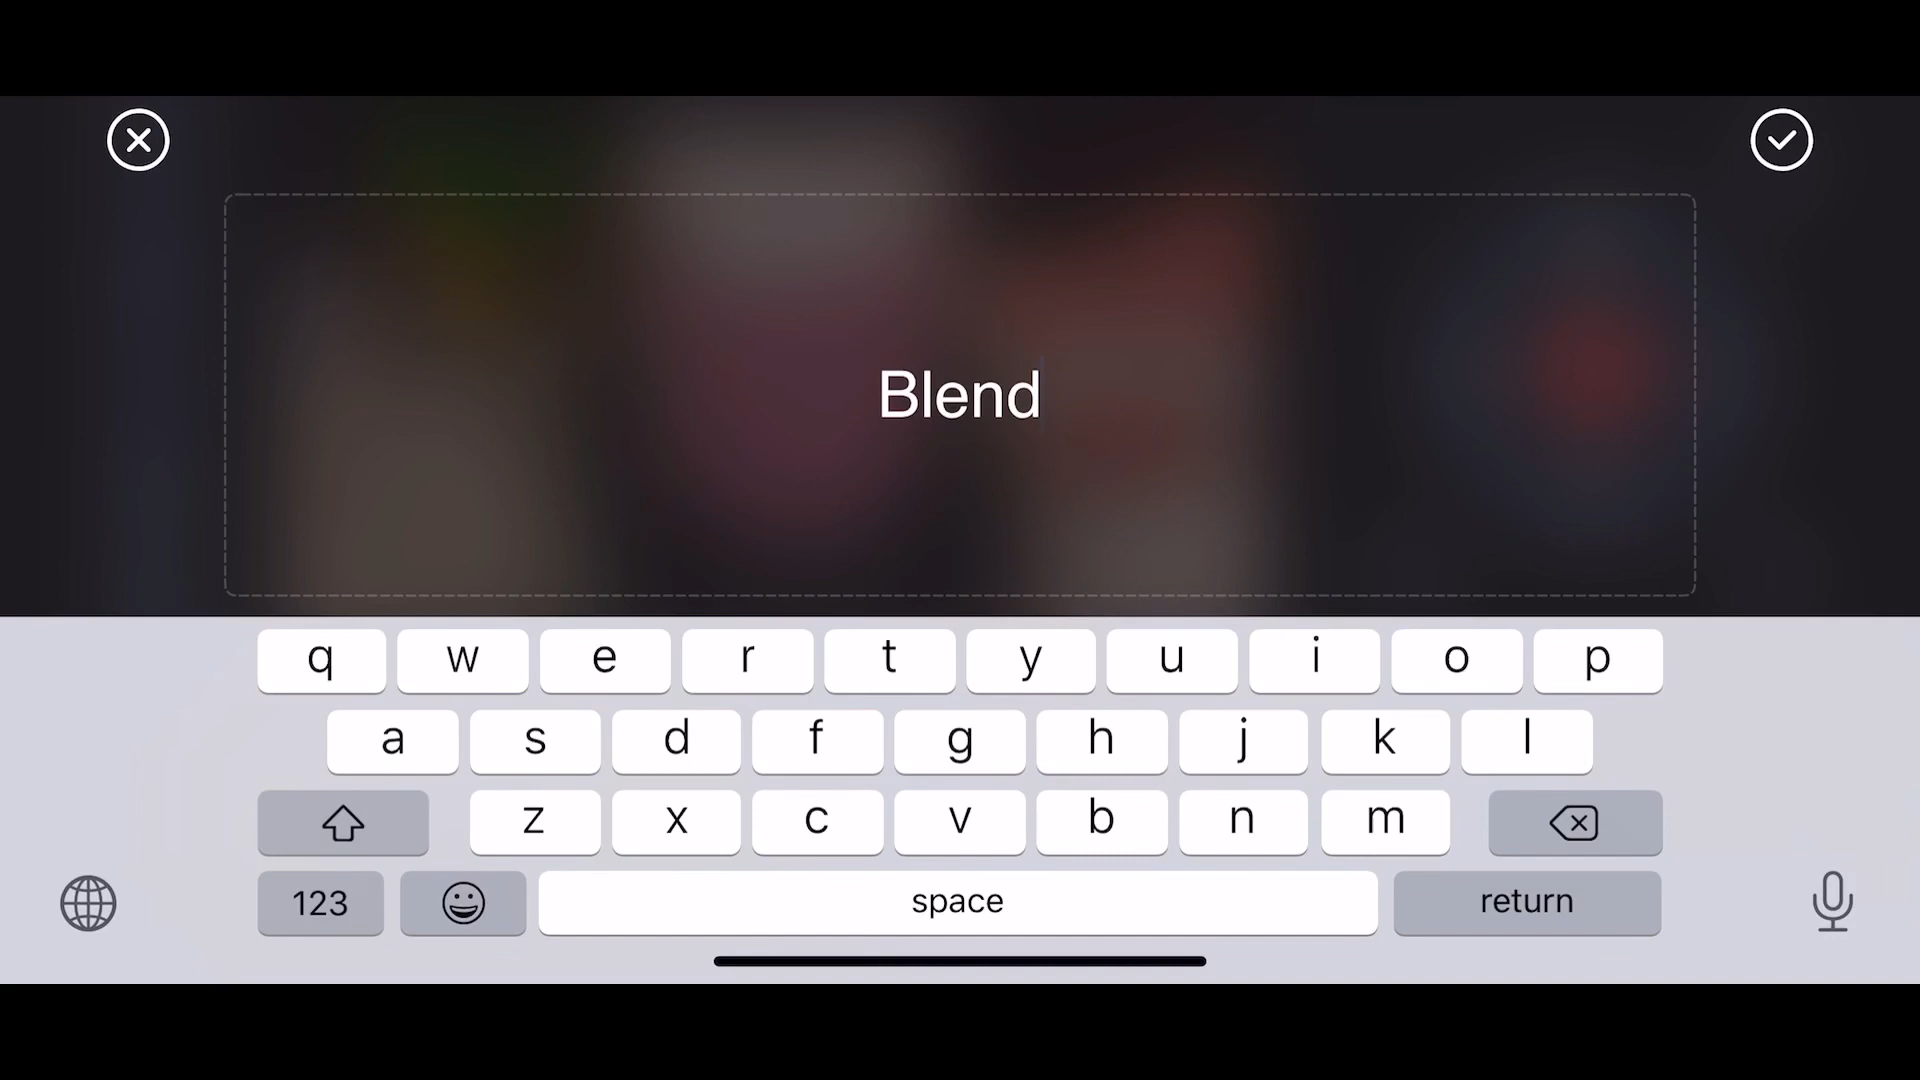 Blend
q w e r t y u i o p
a s d f g h j k l
z x c v b n m
123 space return